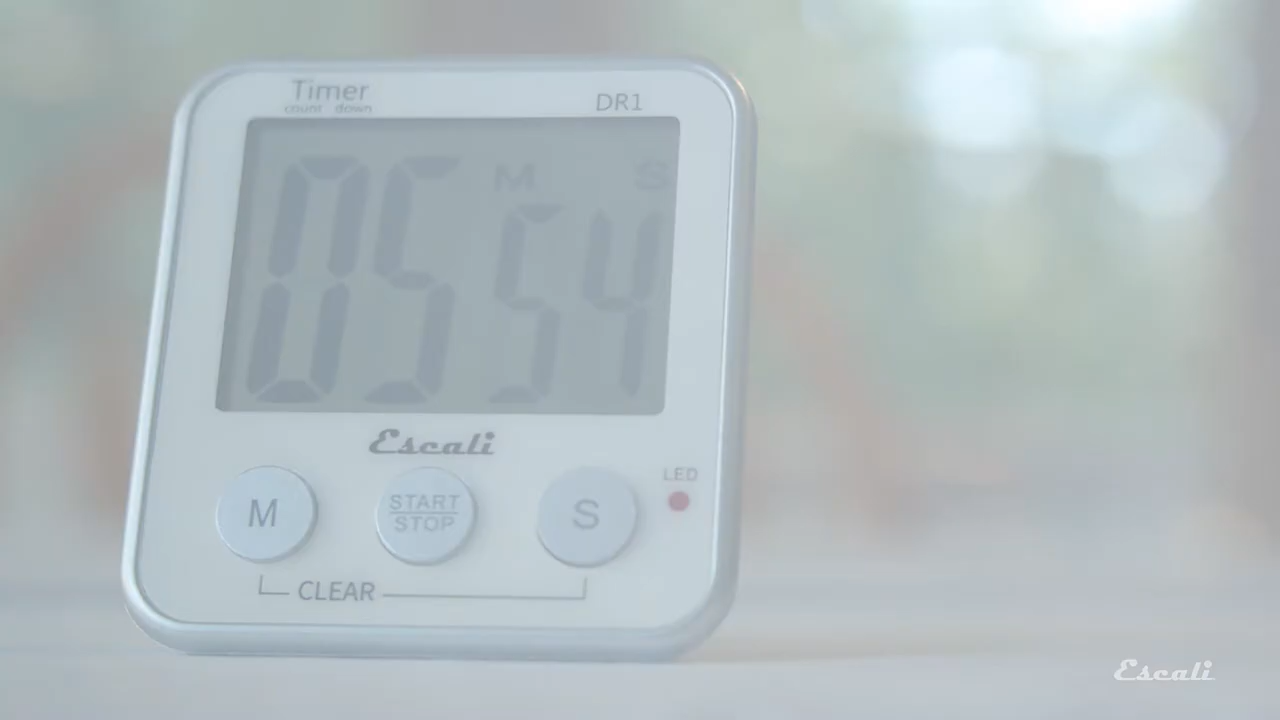 Timer
count down
DR1
M S
05 54
Escali
LED
M
START
STOP
S
CLEAR
Escali